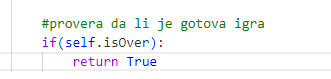 #provera da li je gotova igra
if(self.isOver):
    return True